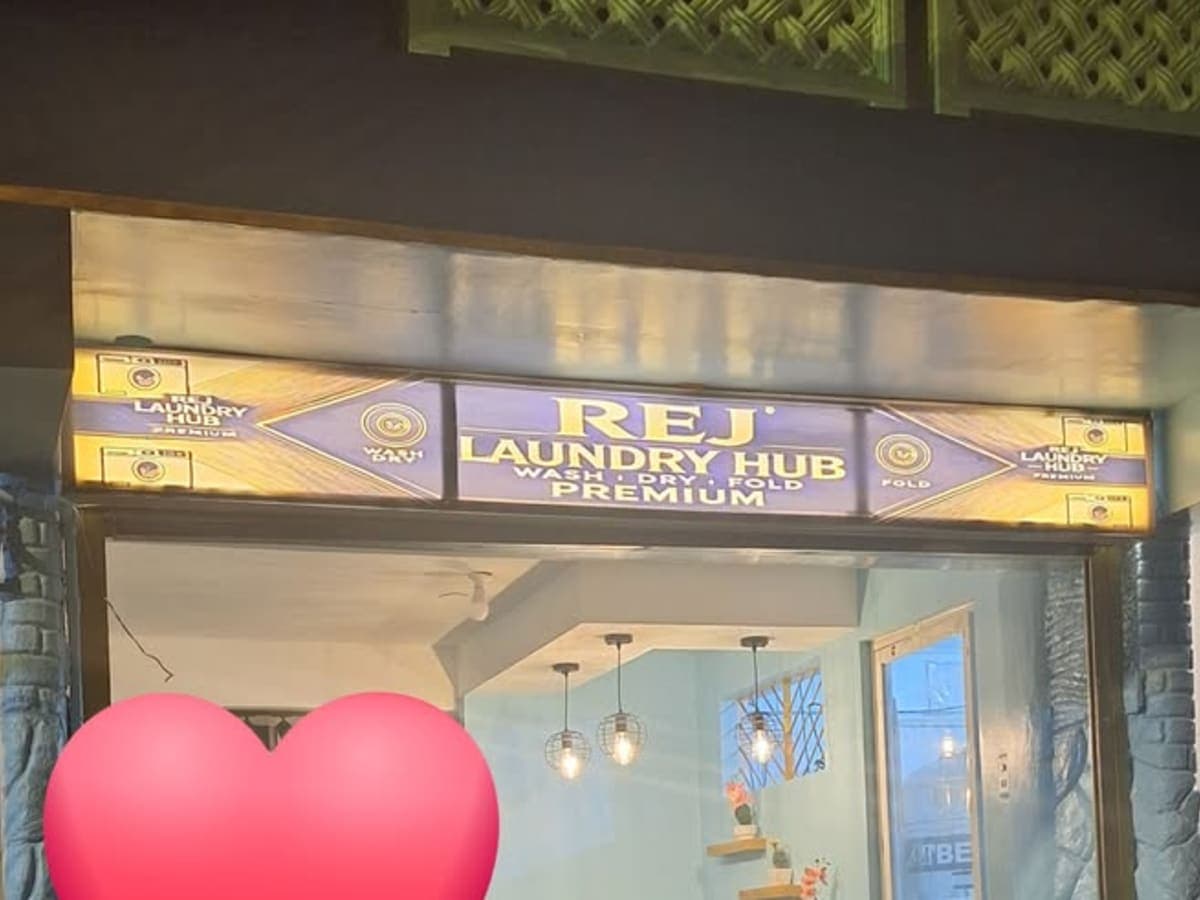 REJ
LAUNDRY HUB
PREMIUM
WASH
DRY
REJ
LAUNDRY HUB
WASH · DRY · FOLD
PREMIUM
FOLD
REJ
LAUNDRY
HUB
PREMIUM